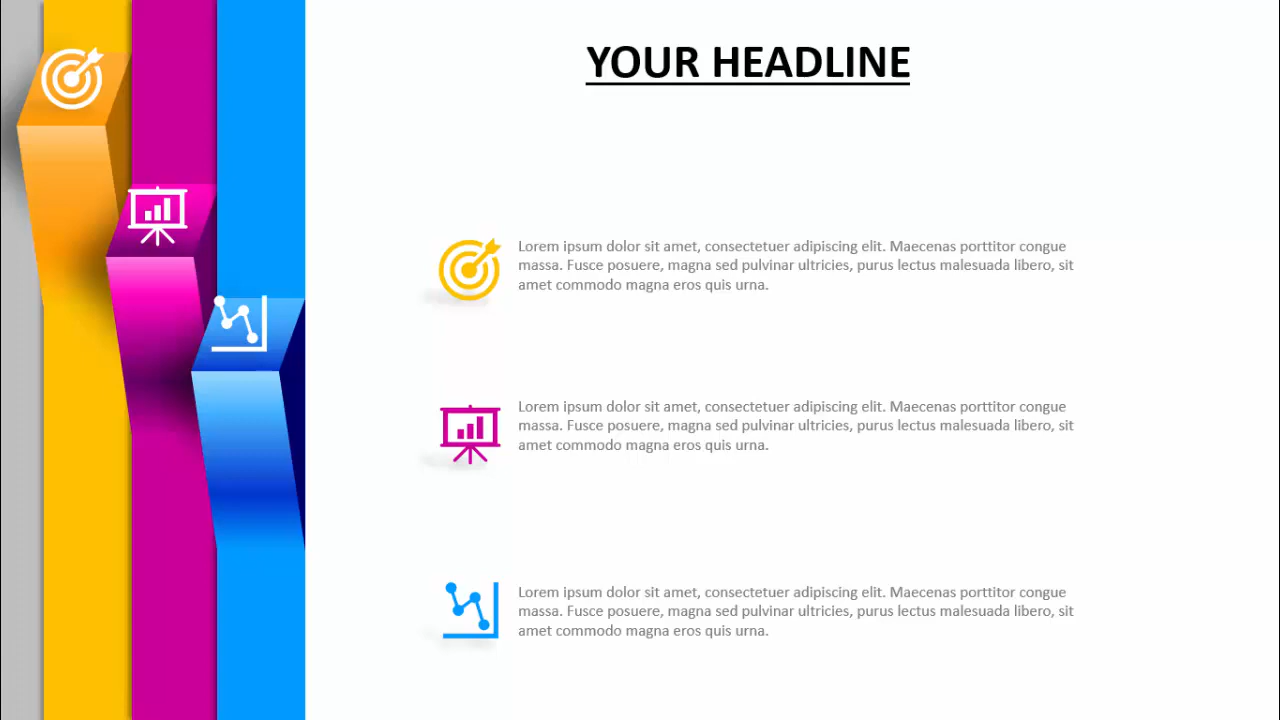 YOUR HEADLINE
Lorem ipsum dolor sit amet, consectetuer adipiscing elit. Maecenas porttitor congue
massa. Fusce posuere, magna sed pulvinar ultricies, purus lectus malesuada libero, sit
amet commodo magna eros quis urna.
Lorem ipsum dolor sit amet, consectetuer adipiscing elit. Maecenas porttitor congue
massa. Fusce posuere, magna sed pulvinar ultricies, purus lectus malesuada libero, sit
amet commodo magna eros quis urna.
Lorem ipsum dolor sit amet, consectetuer adipiscing elit. Maecenas porttitor congue
massa. Fusce posuere, magna sed pulvinar ultricies, purus lectus malesuada libero, sit
amet commodo magna eros quis urna.